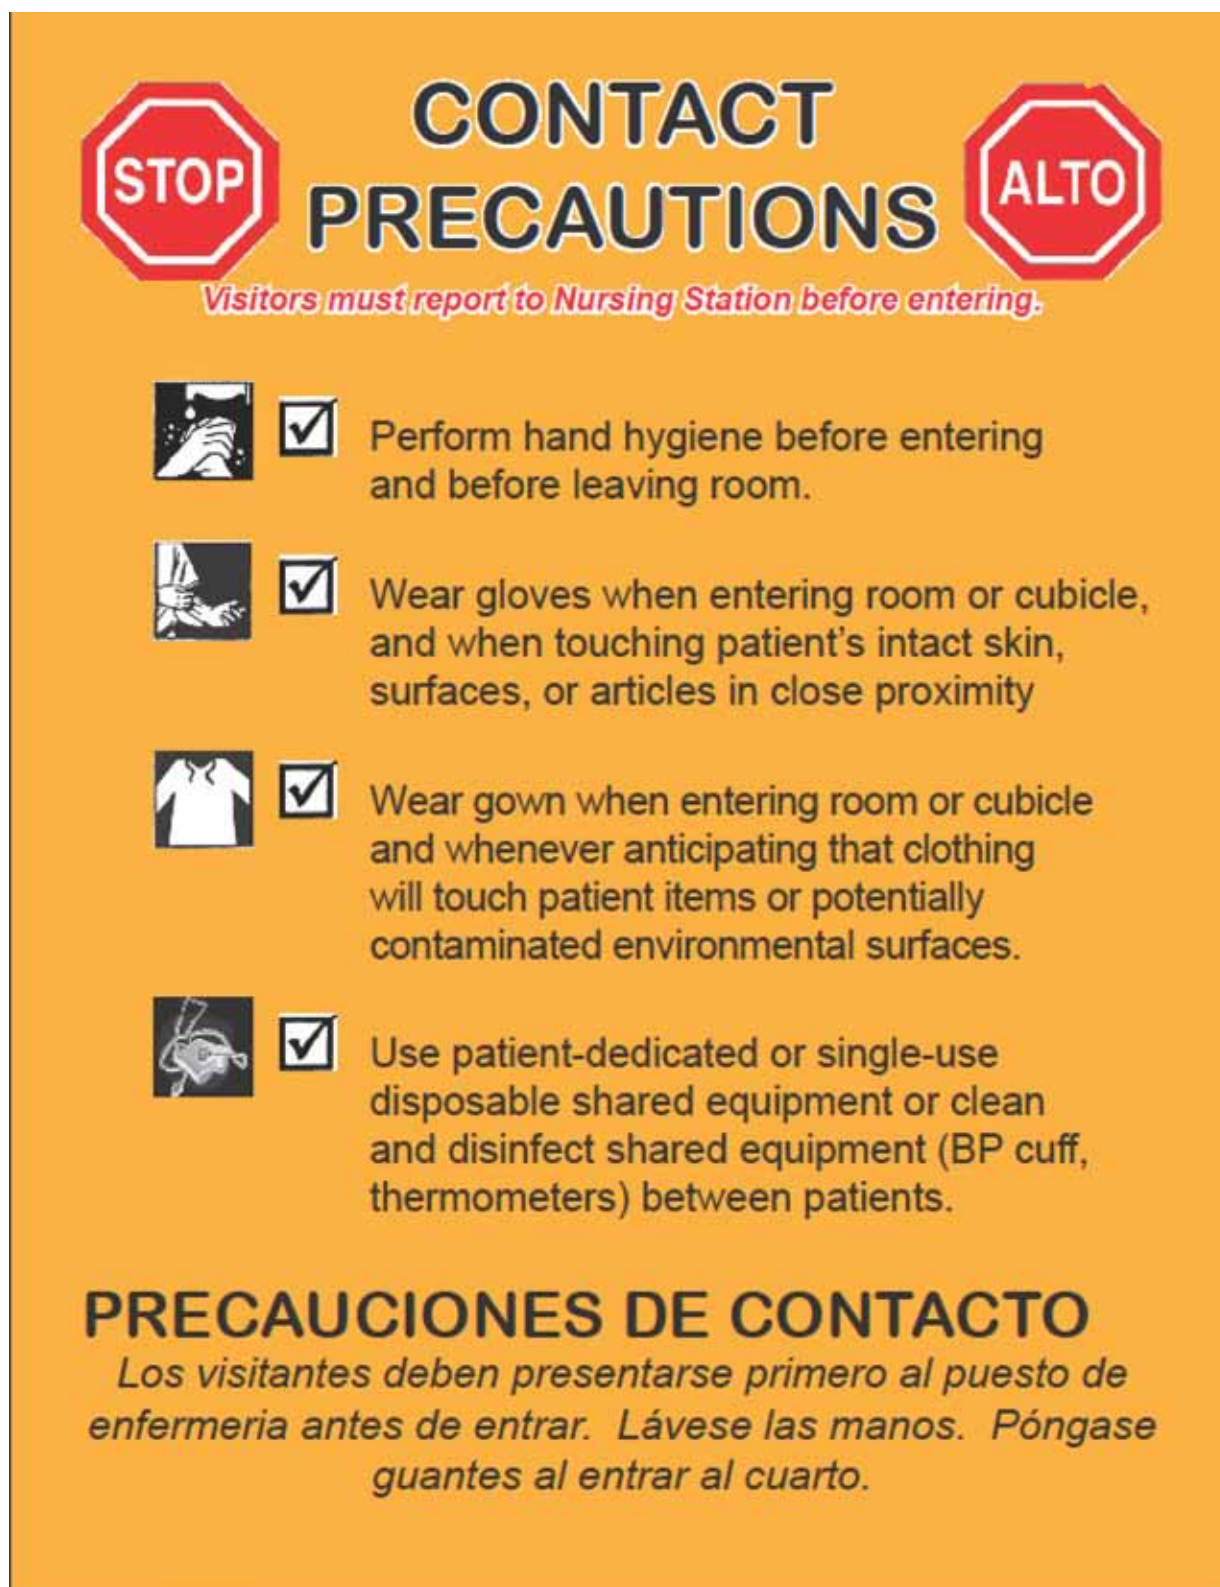 STOP
CONTACT
PRECAUTIONS
ALTO
Visitors must report to Nursing Station before entering.
Perform hand hygiene before entering
and before leaving room.
Wear gloves when entering room or cubicle,
and when touching patient's intact skin,
surfaces, or articles in close proximity
Wear gown when entering room or cubicle
and whenever anticipating that clothing
will touch patient items or potentially
contaminated environmental surfaces.
Use patient-dedicated or single-use
disposable shared equipment or clean
and disinfect shared equipment (BP cuff,
thermometers) between patients.
PRECAUCIONES DE CONTACTO
Los visitantes deben presentarse primero al puesto de
enfermeria antes de entrar.  Lávese las manos.  Póngase
guantes al entrar al cuarto.